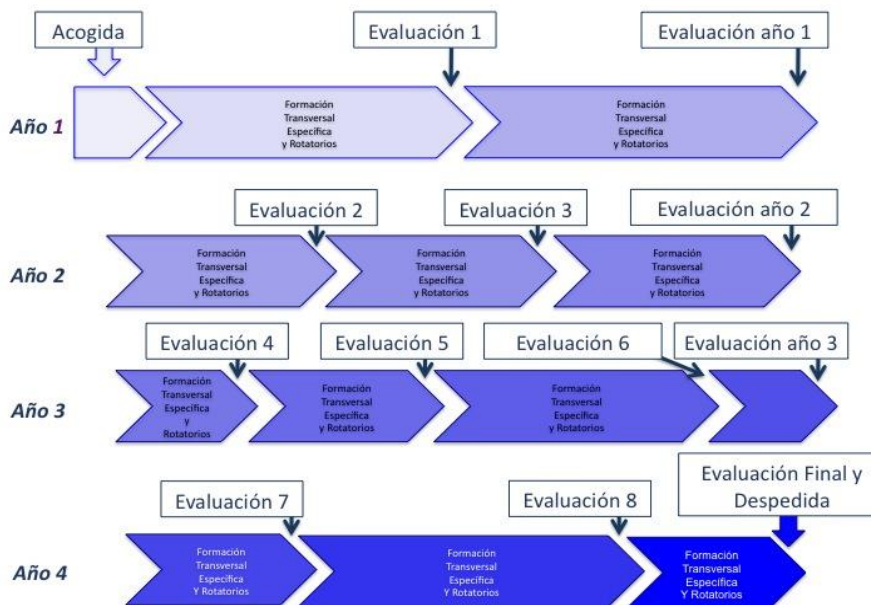 Acogida
Evaluación 1
Evaluación año 1
Año 1
Formación
Transversal
Específica
y Rotatorios
Formación
Transversal
Específica
y Rotatorios
Evaluación 2
Evaluación 3
Evaluación año 2
Año 2
Formación
Transversal
Específica
y Rotatorios
Formación
Transversal
Específica
y Rotatorios
Formación
Transversal
Específica
y Rotatorios
Evaluación 4
Evaluación 5
Evaluación 6
Evaluación año 3
Año 3
Formación
Transversal
Específica
y
Rotatorios
Formación
Transversal
Específica
y Rotatorios
Formación
Transversal
Específica
y Rotatorios
Evaluación 7
Evaluación 8
Evaluación Final y
Despedida
Año 4
Formación
Transversal
Específica
Y Rotatorios
Formación
Transversal
Específica
Y Rotatorios
Formación
Transversal
Específica
Y Rotatorios